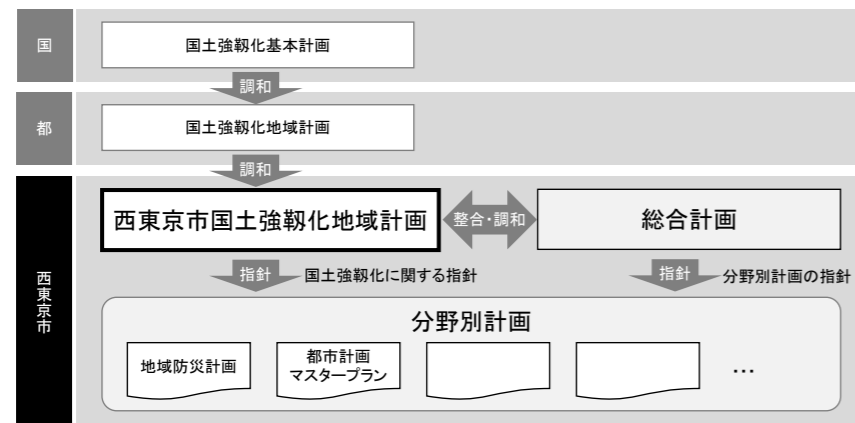 国
国土強靱化基本計画
調和
都
国土強靱化地域計画
調和
西東京市
西東京市国土強靱化地域計画
整合・調和
総合計画
指針
国土強靱化に関する指針
指針
分野別計画の指針
分野別計画
地域防災計画
都市計画
マスタープラン
…